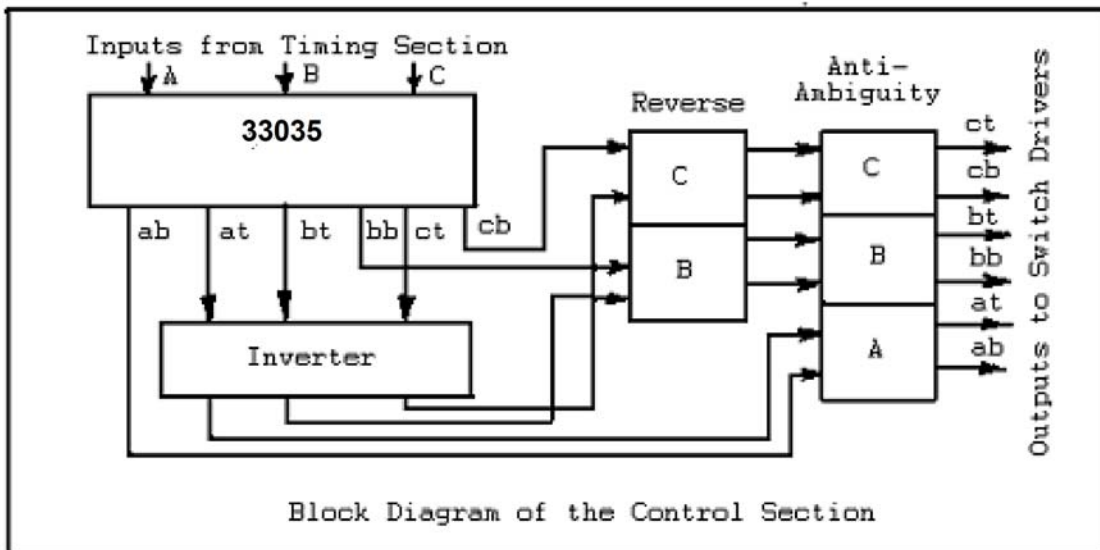 Inputs from Timing Section
A
B
C
33035
ab
at
bt
bb
ct
cb
Inverter
Reverse
C
B
Anti-
Ambiguity
C
B
A
ct
cb
bt
bb
at
ab
Outputs to Switch Drivers
Block Diagram of the Control Section